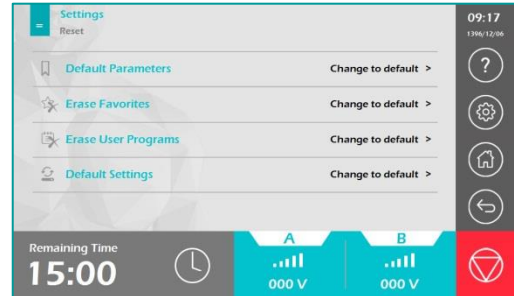 Settings
Reset
09:17
1396/12/06
Default Parameters Change to default >
Erase Favorites Change to default >
Erase User Programs Change to default >
Default Settings Change to default >
?
Remaining Time
15:00
A
000 V
B
000 V